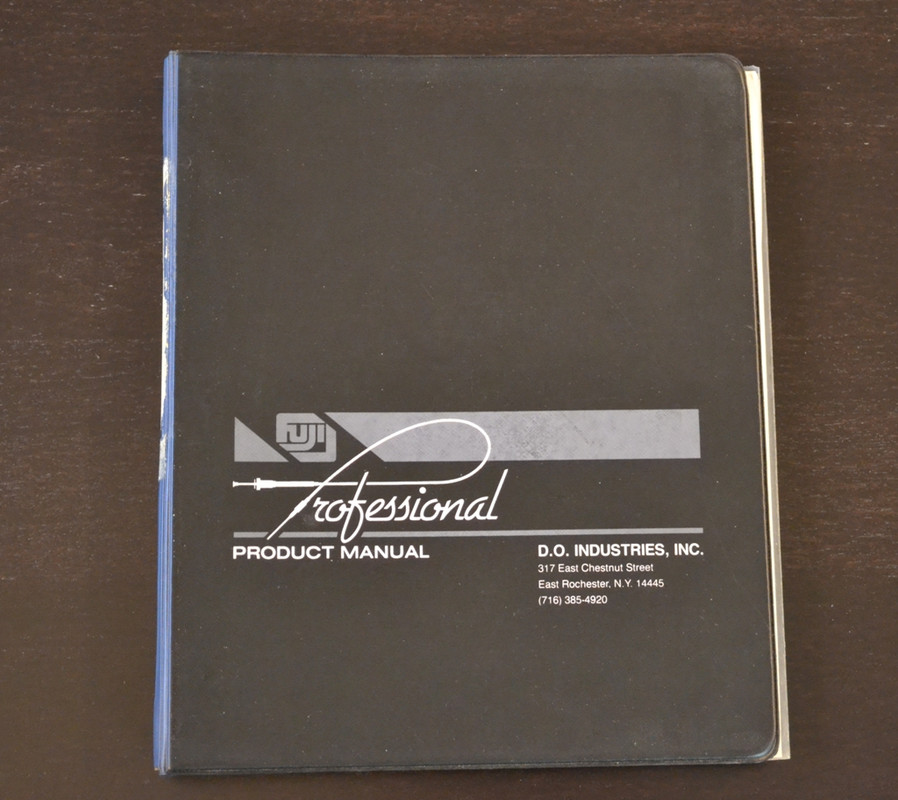 FUJI
Professional
PRODUCT MANUAL
D.O. INDUSTRIES, INC.
317 East Chestnut Street
East Rochester, N.Y. 14445
(716) 385-4920